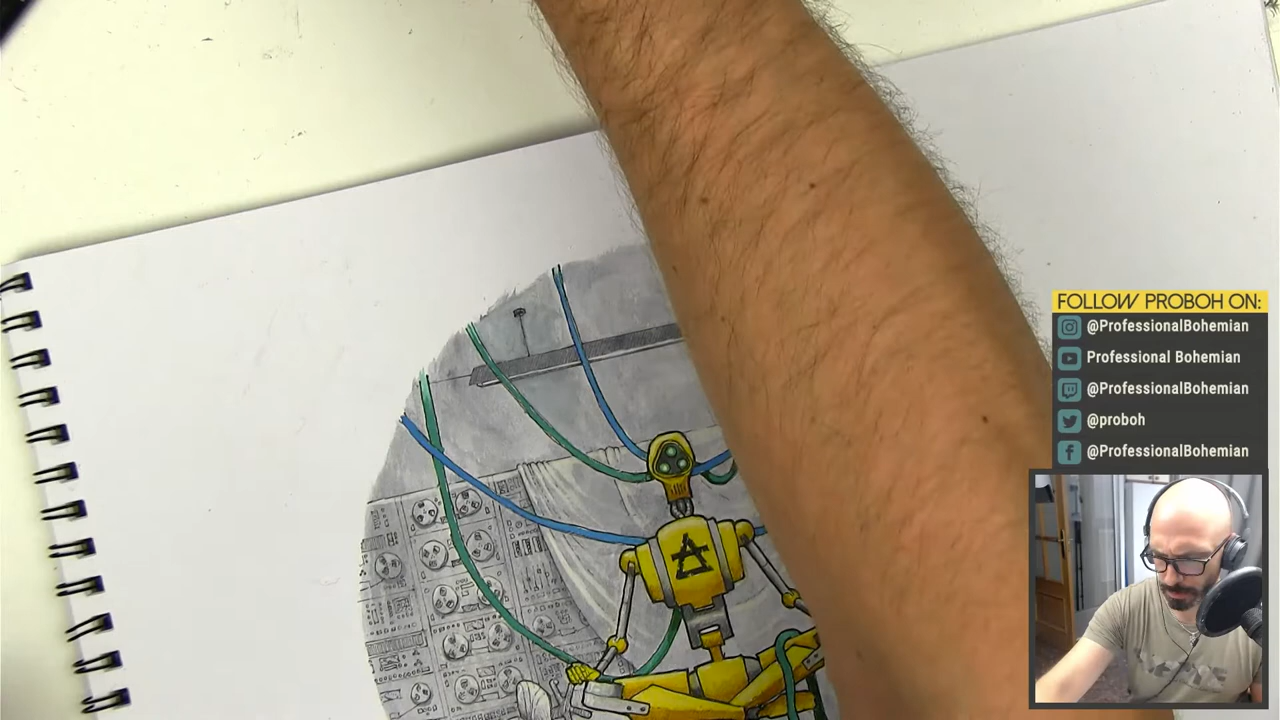 FOLLOW PROBOH ON:
@ProfessionalBohemian
Professional Bohemian
@ProfessionalBohemian
@proboh
@ProfessionalBohemian